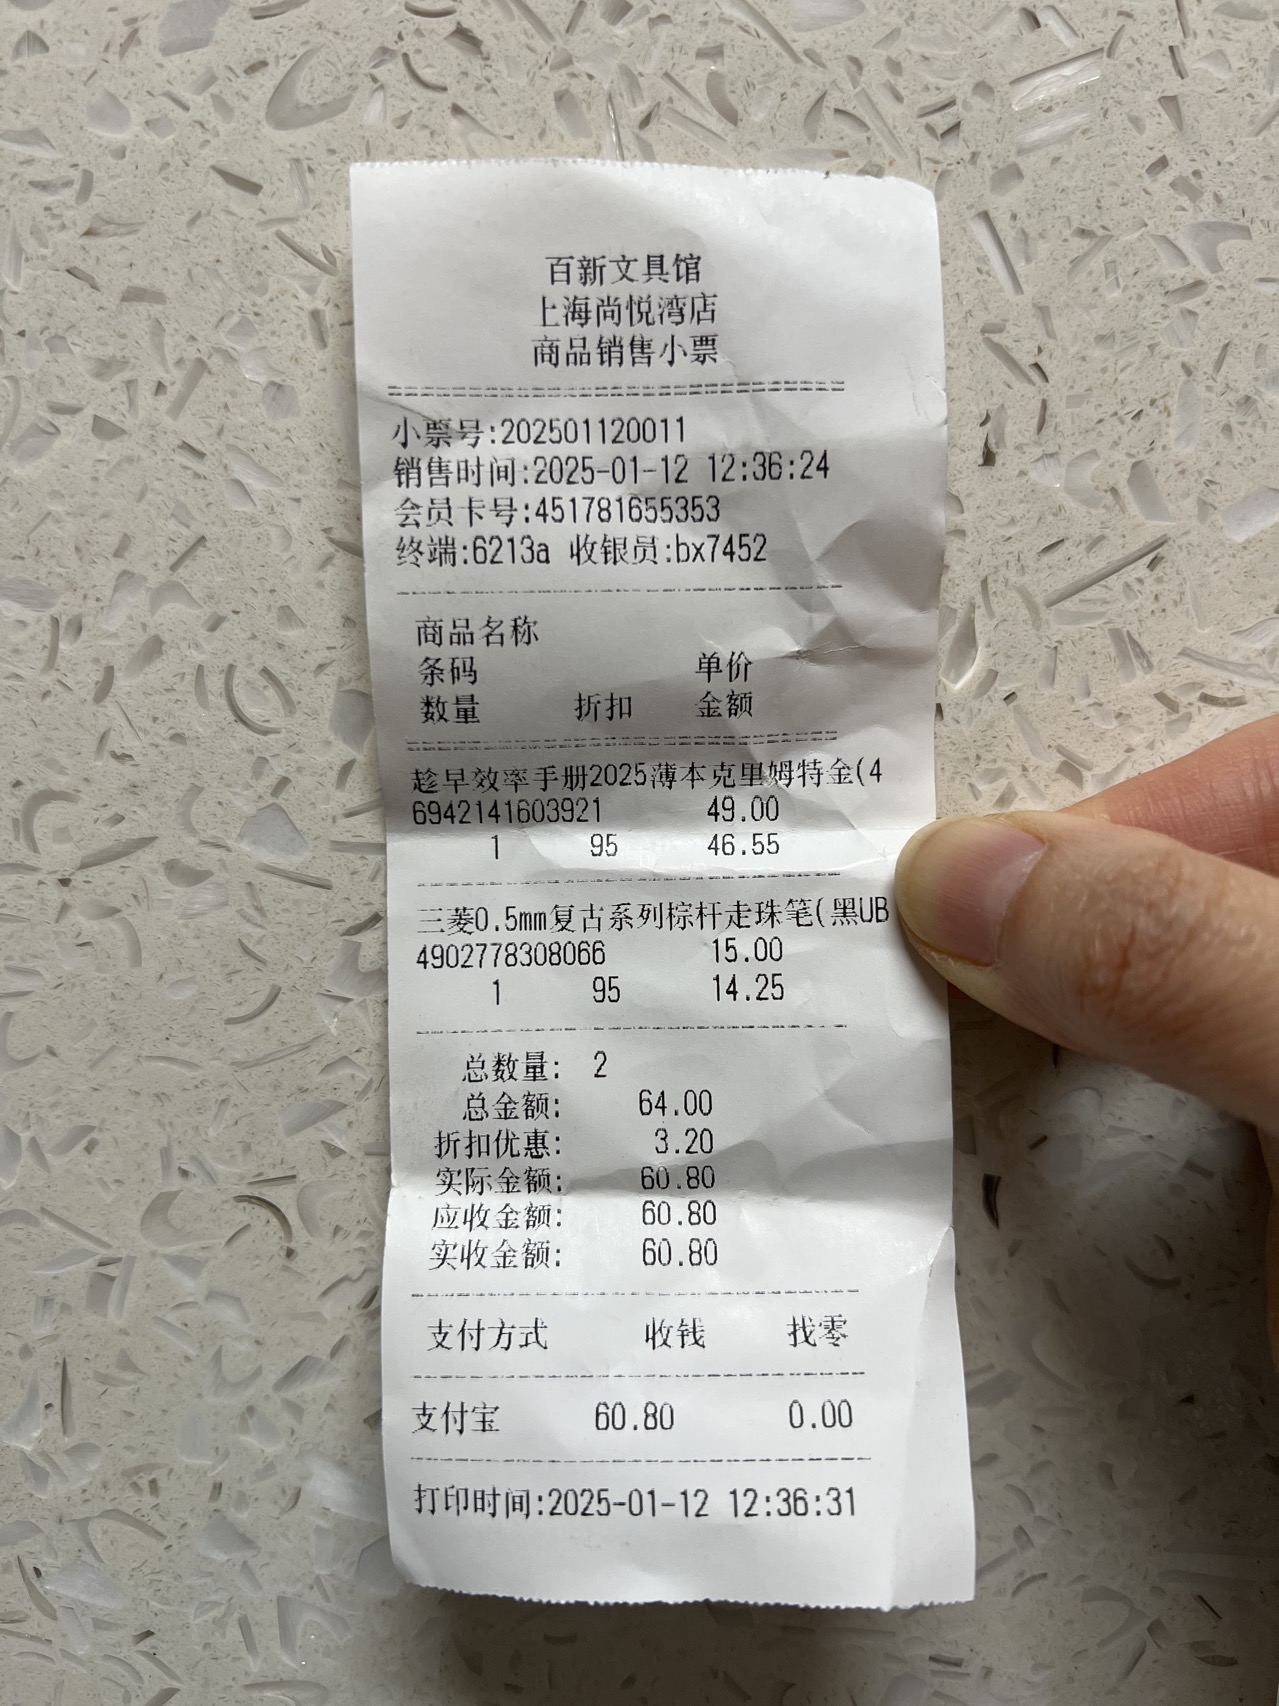 百新文具馆
上海尚悦湾店
商品销售小票
小票号:202501120011
销售时间:2025-01-12 12:36:24
会员卡号:451781655353
终端:6213a 收银员:bx7452
商品名称
条码 单价
数量 折扣 金额
趁早效率手册2025薄本克里姆特金(4
6942141603921 49.00
1 95 46.55
三菱0.5mm复古系列棕杆走珠笔(黑UB
4902778308066 15.00
1 95 14.25
总数量: 2
总金额: 64.00
折扣优惠: 3.20
实际金额: 60.80
应收金额: 60.80
实收金额: 60.80
支付方式 收钱 找零
支付宝 60.80 0.00
打印时间:2025-01-12 12:36:31